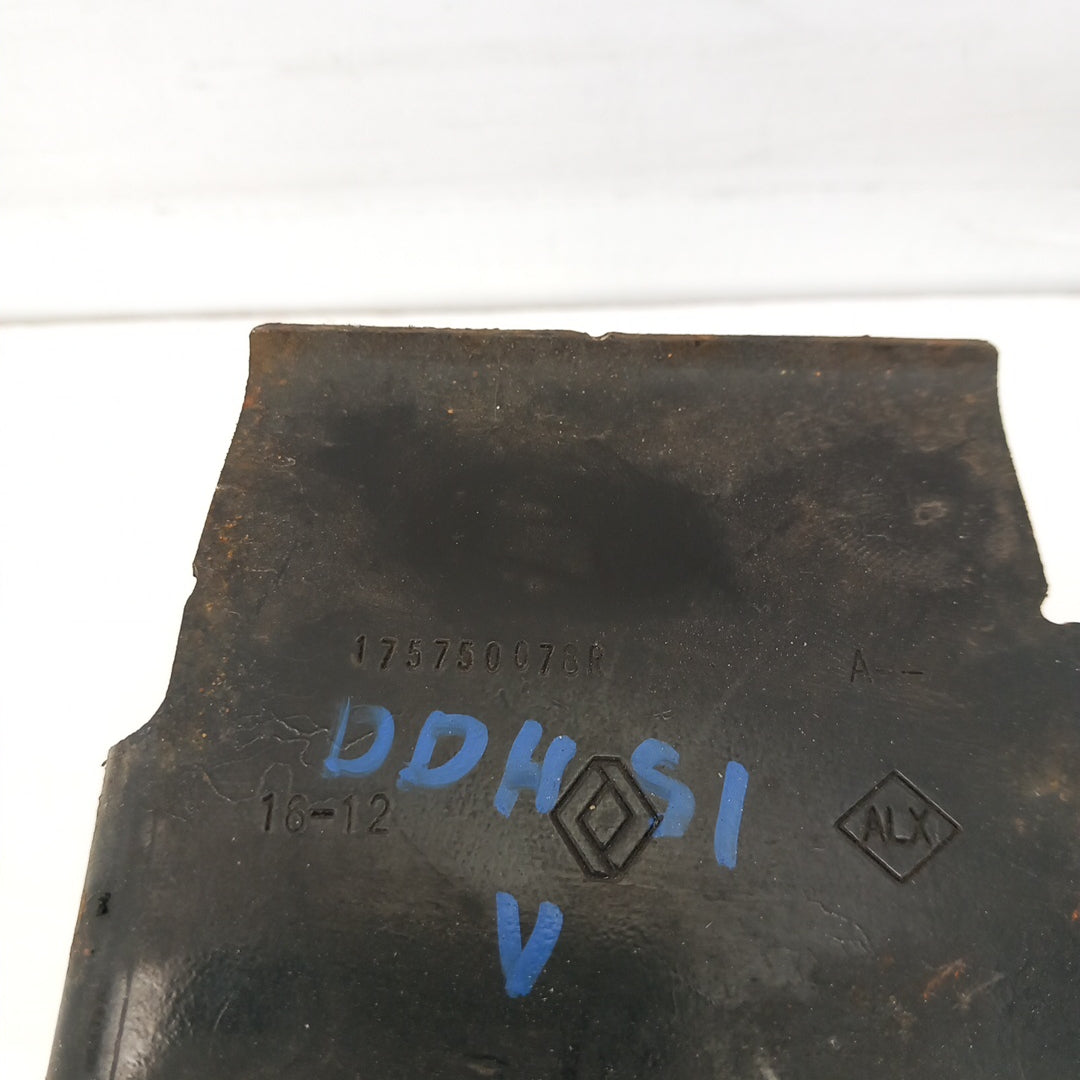 175750078R A--
DDHS1
16-12 ALX
V